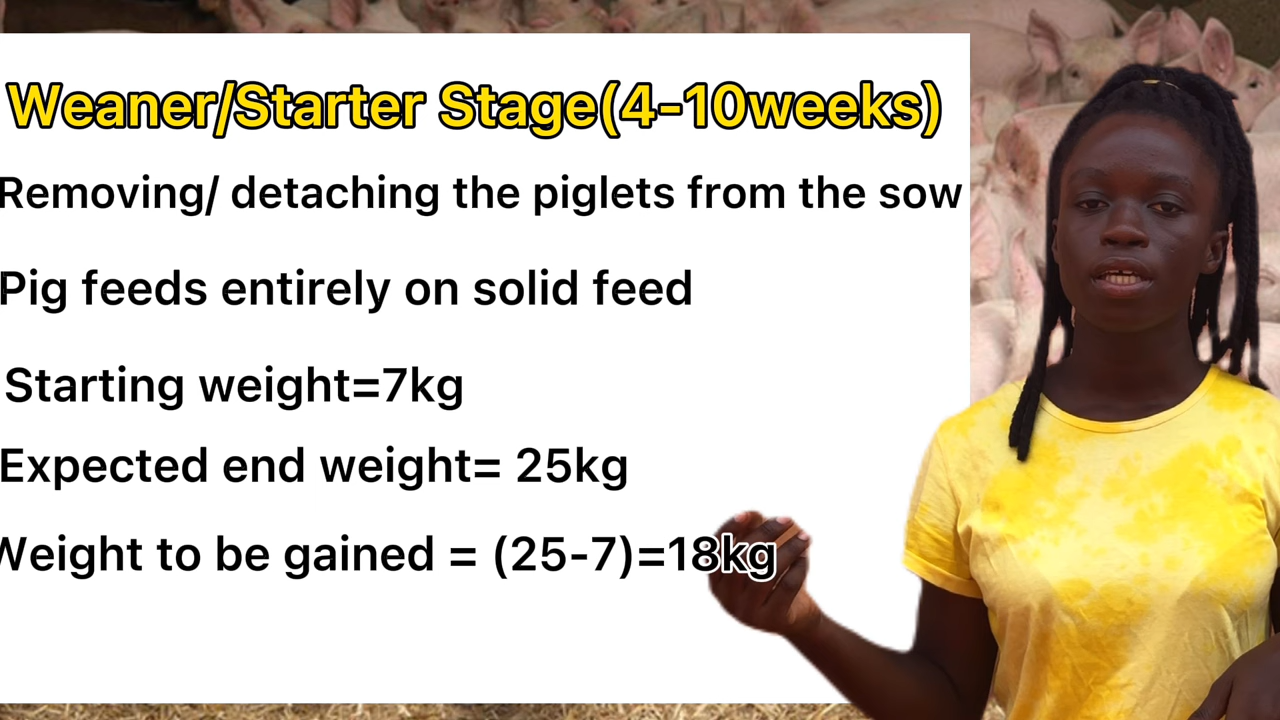 Weaner/Starter Stage(4-10weeks)
Removing/ detaching the piglets from the sow
Pig feeds entirely on solid feed
Starting weight=7kg
Expected end weight= 25kg
Weight to be gained = (25-7)=18kg